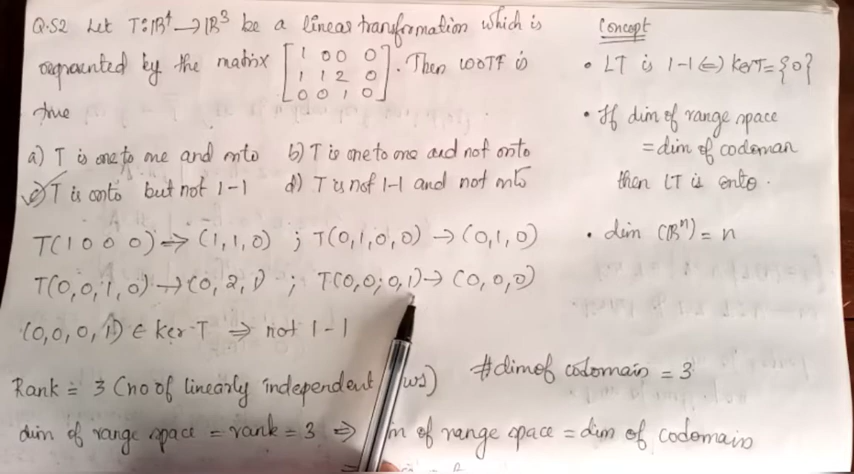 Q.52 Let T:ℝ⁴→ℝ³ be a linear transformation which is
represented by the matrix [1 0 0 0
1 1 2 0
0 0 1 0]. Then WOTF is
true
a) T is one to one and onto b) T is one to one and not onto
c) T is onto but not 1-1 d) T is not 1-1 and not onto
T(1 0 0 0) → (1,1,0) ; T(0,1,0,0) → (0,1,0)
T(0,0,1,0) → (0,2,1) ; T(0,0,0,1) → (0,0,0)
(0,0,0,1) ∈ ker T ⇒ not 1-1
Rank = 3 (no of linearly independent
dim of range space = rank = 3 ⇒ of range space = dim of codomain
#dim of codomain = 3
Concept
• LT is 1-1 ⇔ ker T = {0}
• If dim of range space
= dim of codoman
then LT is onto.
• dim (ℝⁿ) = n